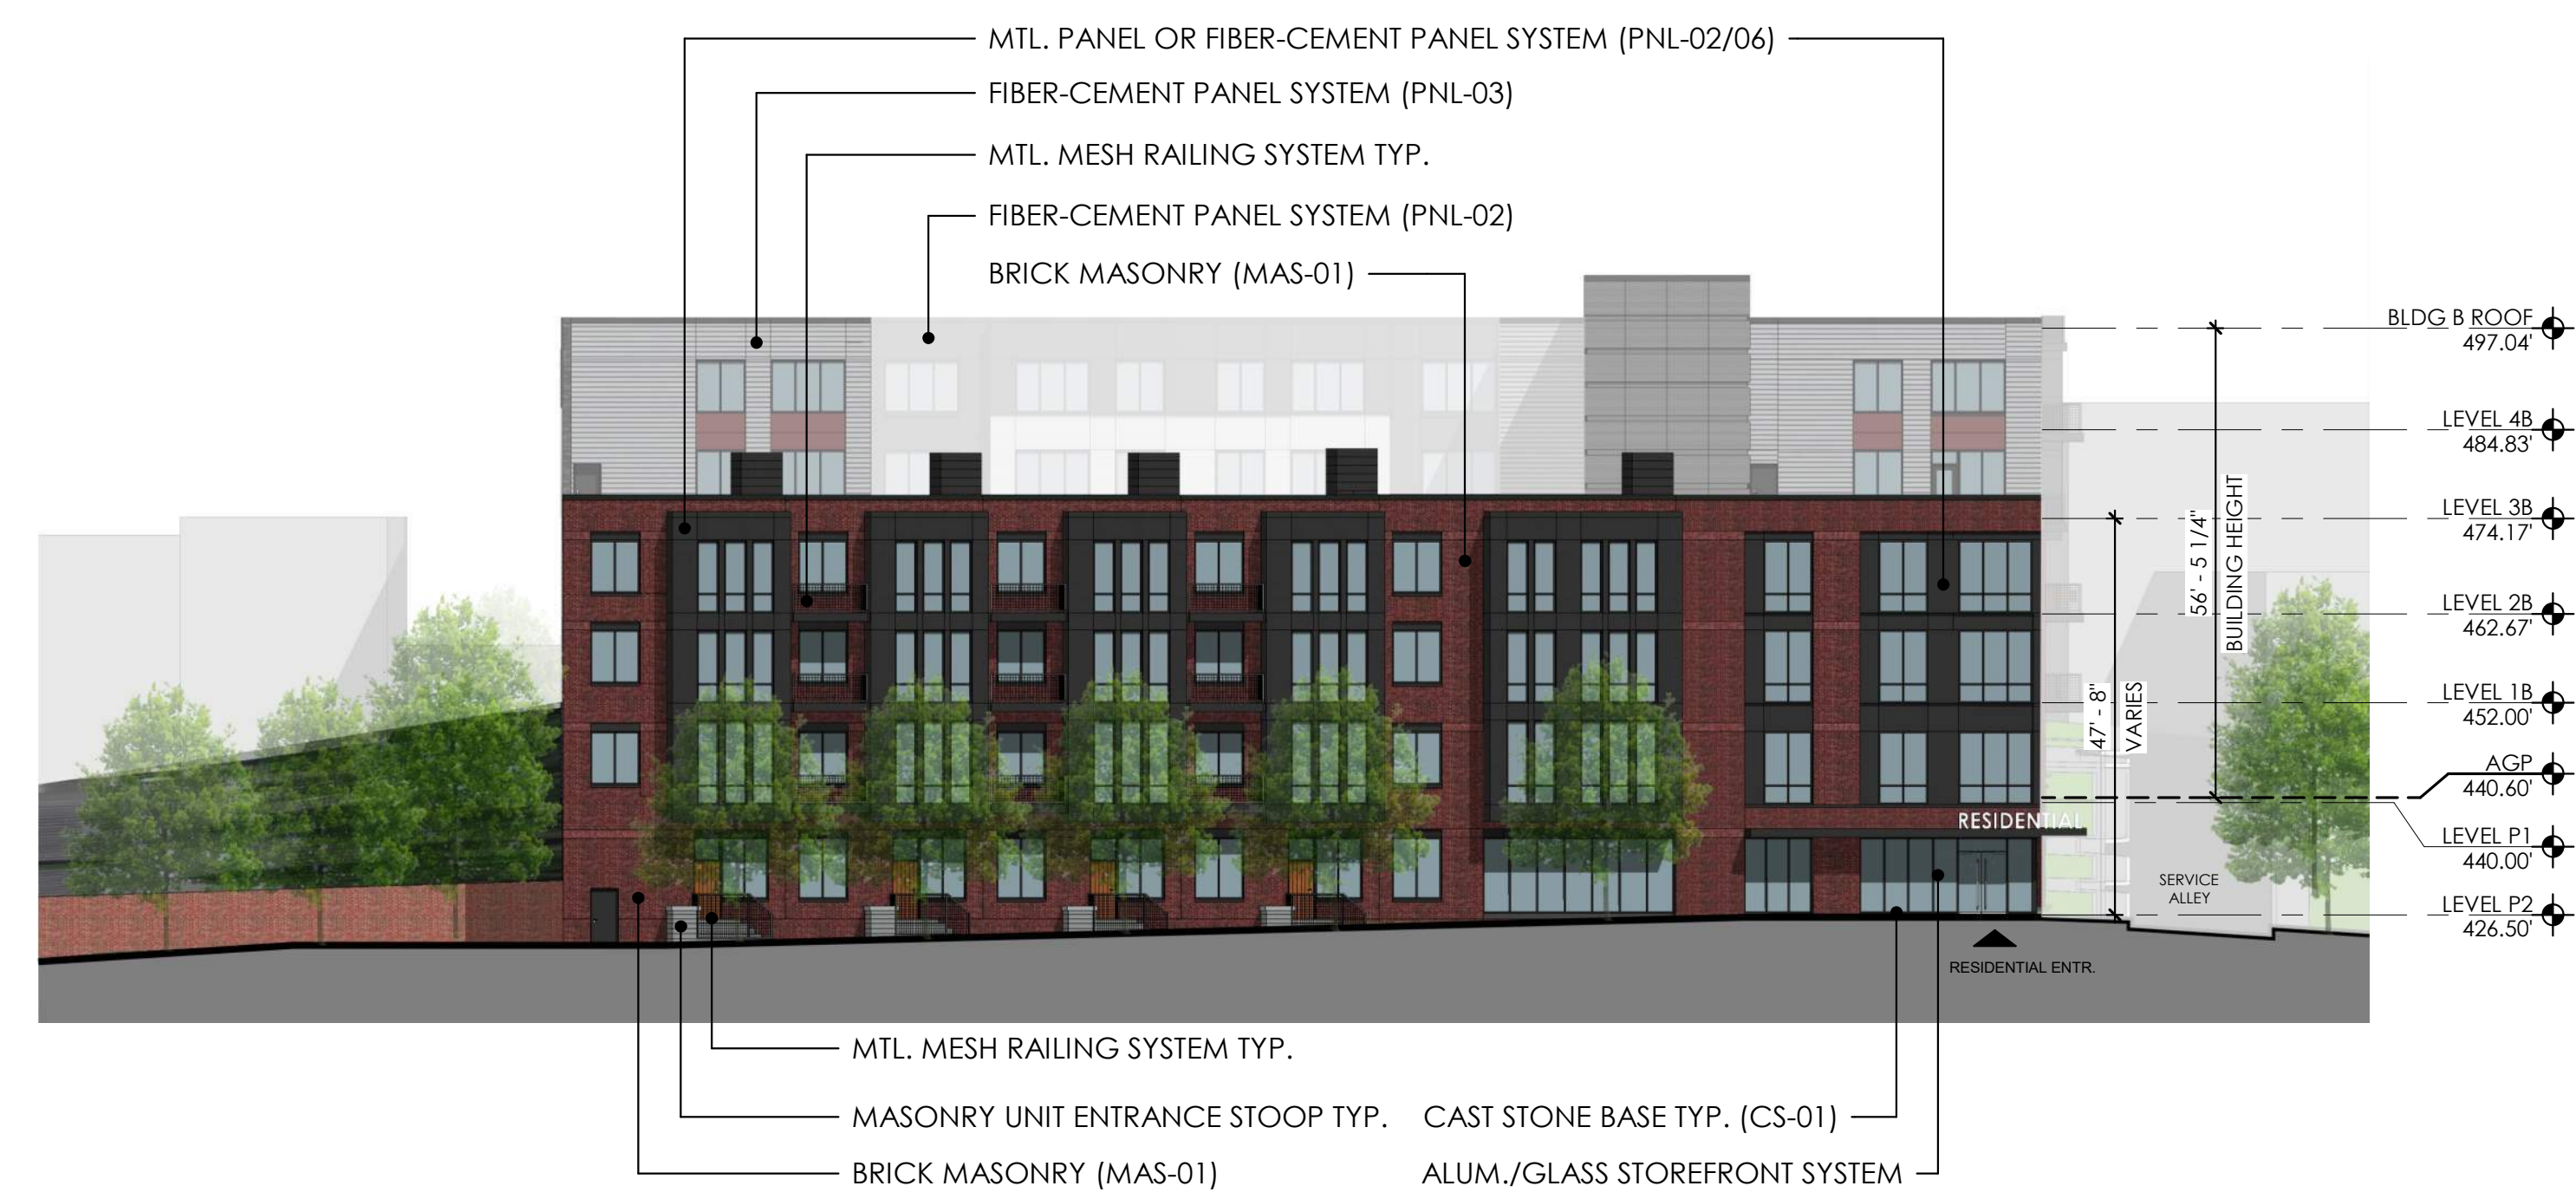 MTL. PANEL OR FIBER-CEMENT PANEL SYSTEM (PNL-02/06)
FIBER-CEMENT PANEL SYSTEM (PNL-03)
MTL. MESH RAILING SYSTEM TYP.
FIBER-CEMENT PANEL SYSTEM (PNL-02)
BRICK MASONRY (MAS-01)
BLDG B ROOF
497.04'
LEVEL 4B
484.83'
LEVEL 3B
474.17'
LEVEL 2B
462.67'
LEVEL 1B
452.00'
AGP
440.60'
LEVEL P1
440.00'
LEVEL P2
426.50'
56' - 5 1/4"
BUILDING HEIGHT
47' - 8"
VARIES
RESIDENTIAL
SERVICE
ALLEY
RESIDENTIAL ENTR.
MTL. MESH RAILING SYSTEM TYP.
MASONRY UNIT ENTRANCE STOOP TYP.
CAST STONE BASE TYP. (CS-01)
BRICK MASONRY (MAS-01)
ALUM./GLASS STOREFRONT SYSTEM